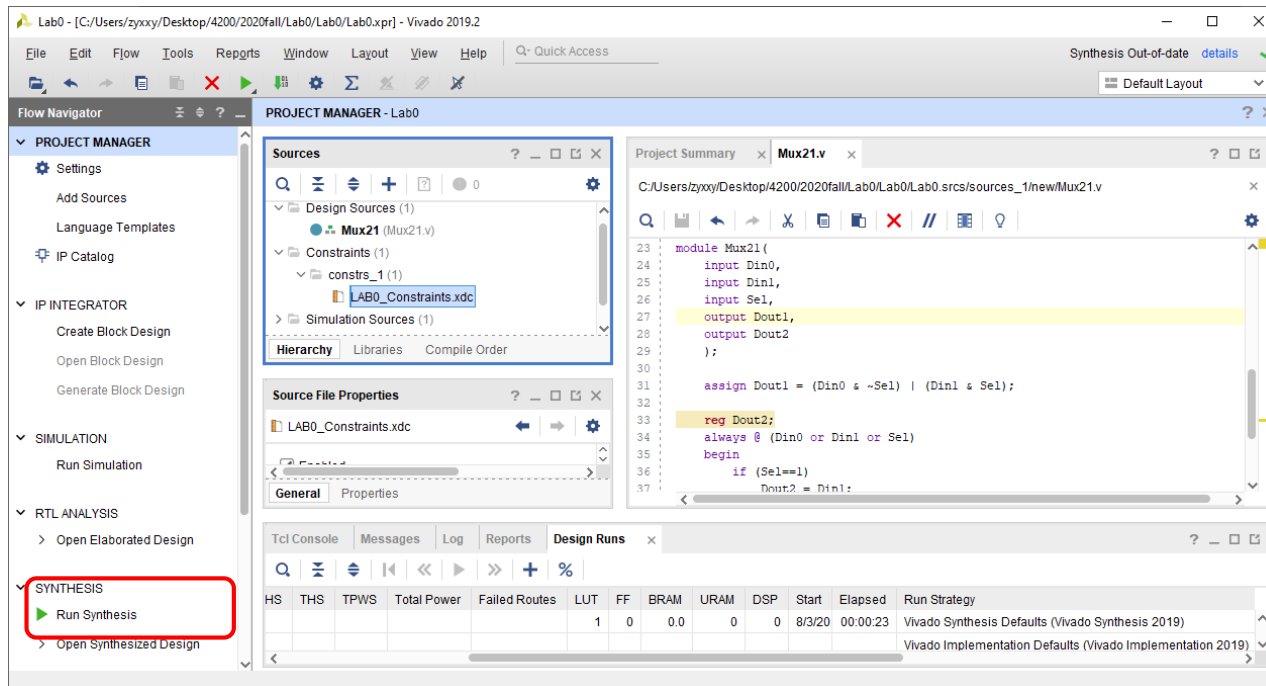 Lab0 - [C:/Users/zyxxy/Desktop/4200/2020fall/Lab0/Lab0/Lab0.xpr] - Vivado 2019.2
File Edit Flow Tools Reports Window Layout View Help Q- Quick Access
Synthesis Out-of-date details
Default Layout
Flow Navigator
PROJECT MANAGER
Settings
Add Sources
Language Templates
IP Catalog
IP INTEGRATOR
Create Block Design
Open Block Design
Generate Block Design
SIMULATION
Run Simulation
RTL ANALYSIS
Open Elaborated Design
SYNTHESIS
Run Synthesis
Open Synthesized Design
PROJECT MANAGER - Lab0
Sources
0
Design Sources (1)
Mux21 (Mux21.v)
Constraints (1)
constrs_1 (1)
LAB0_Constraints.xdc
Simulation Sources (1)
Hierarchy Libraries Compile Order
Source File Properties
LAB0_Constraints.xdc
Enabled
General Properties
Project Summary Mux21.v
C:/Users/zyxxy/Desktop/4200/2020fall/Lab0/Lab0/Lab0.srcs/sources_1/new/Mux21.v
23 module Mux21(
24 input Din0,
25 input Din1,
26 input Sel,
27 output Dout1,
28 output Dout2
29 );
30
31 assign Dout1 = (Din0 & ~Sel) | (Din1 & Sel);
32
33 reg Dout2;
34 always @ (Din0 or Din1 or Sel)
35 begin
36 if (Sel==1)
37 Dout2 = Din1;
Tcl Console Messages Log Reports Design Runs
HS THS TPWS Total Power Failed Routes LUT FF BRAM URAM DSP Start Elapsed Run Strategy
1 0 0.0 0 0 8/3/20 00:00:23 Vivado Synthesis Defaults (Vivado Synthesis 2019)
Vivado Implementation Defaults (Vivado Implementation 2019)